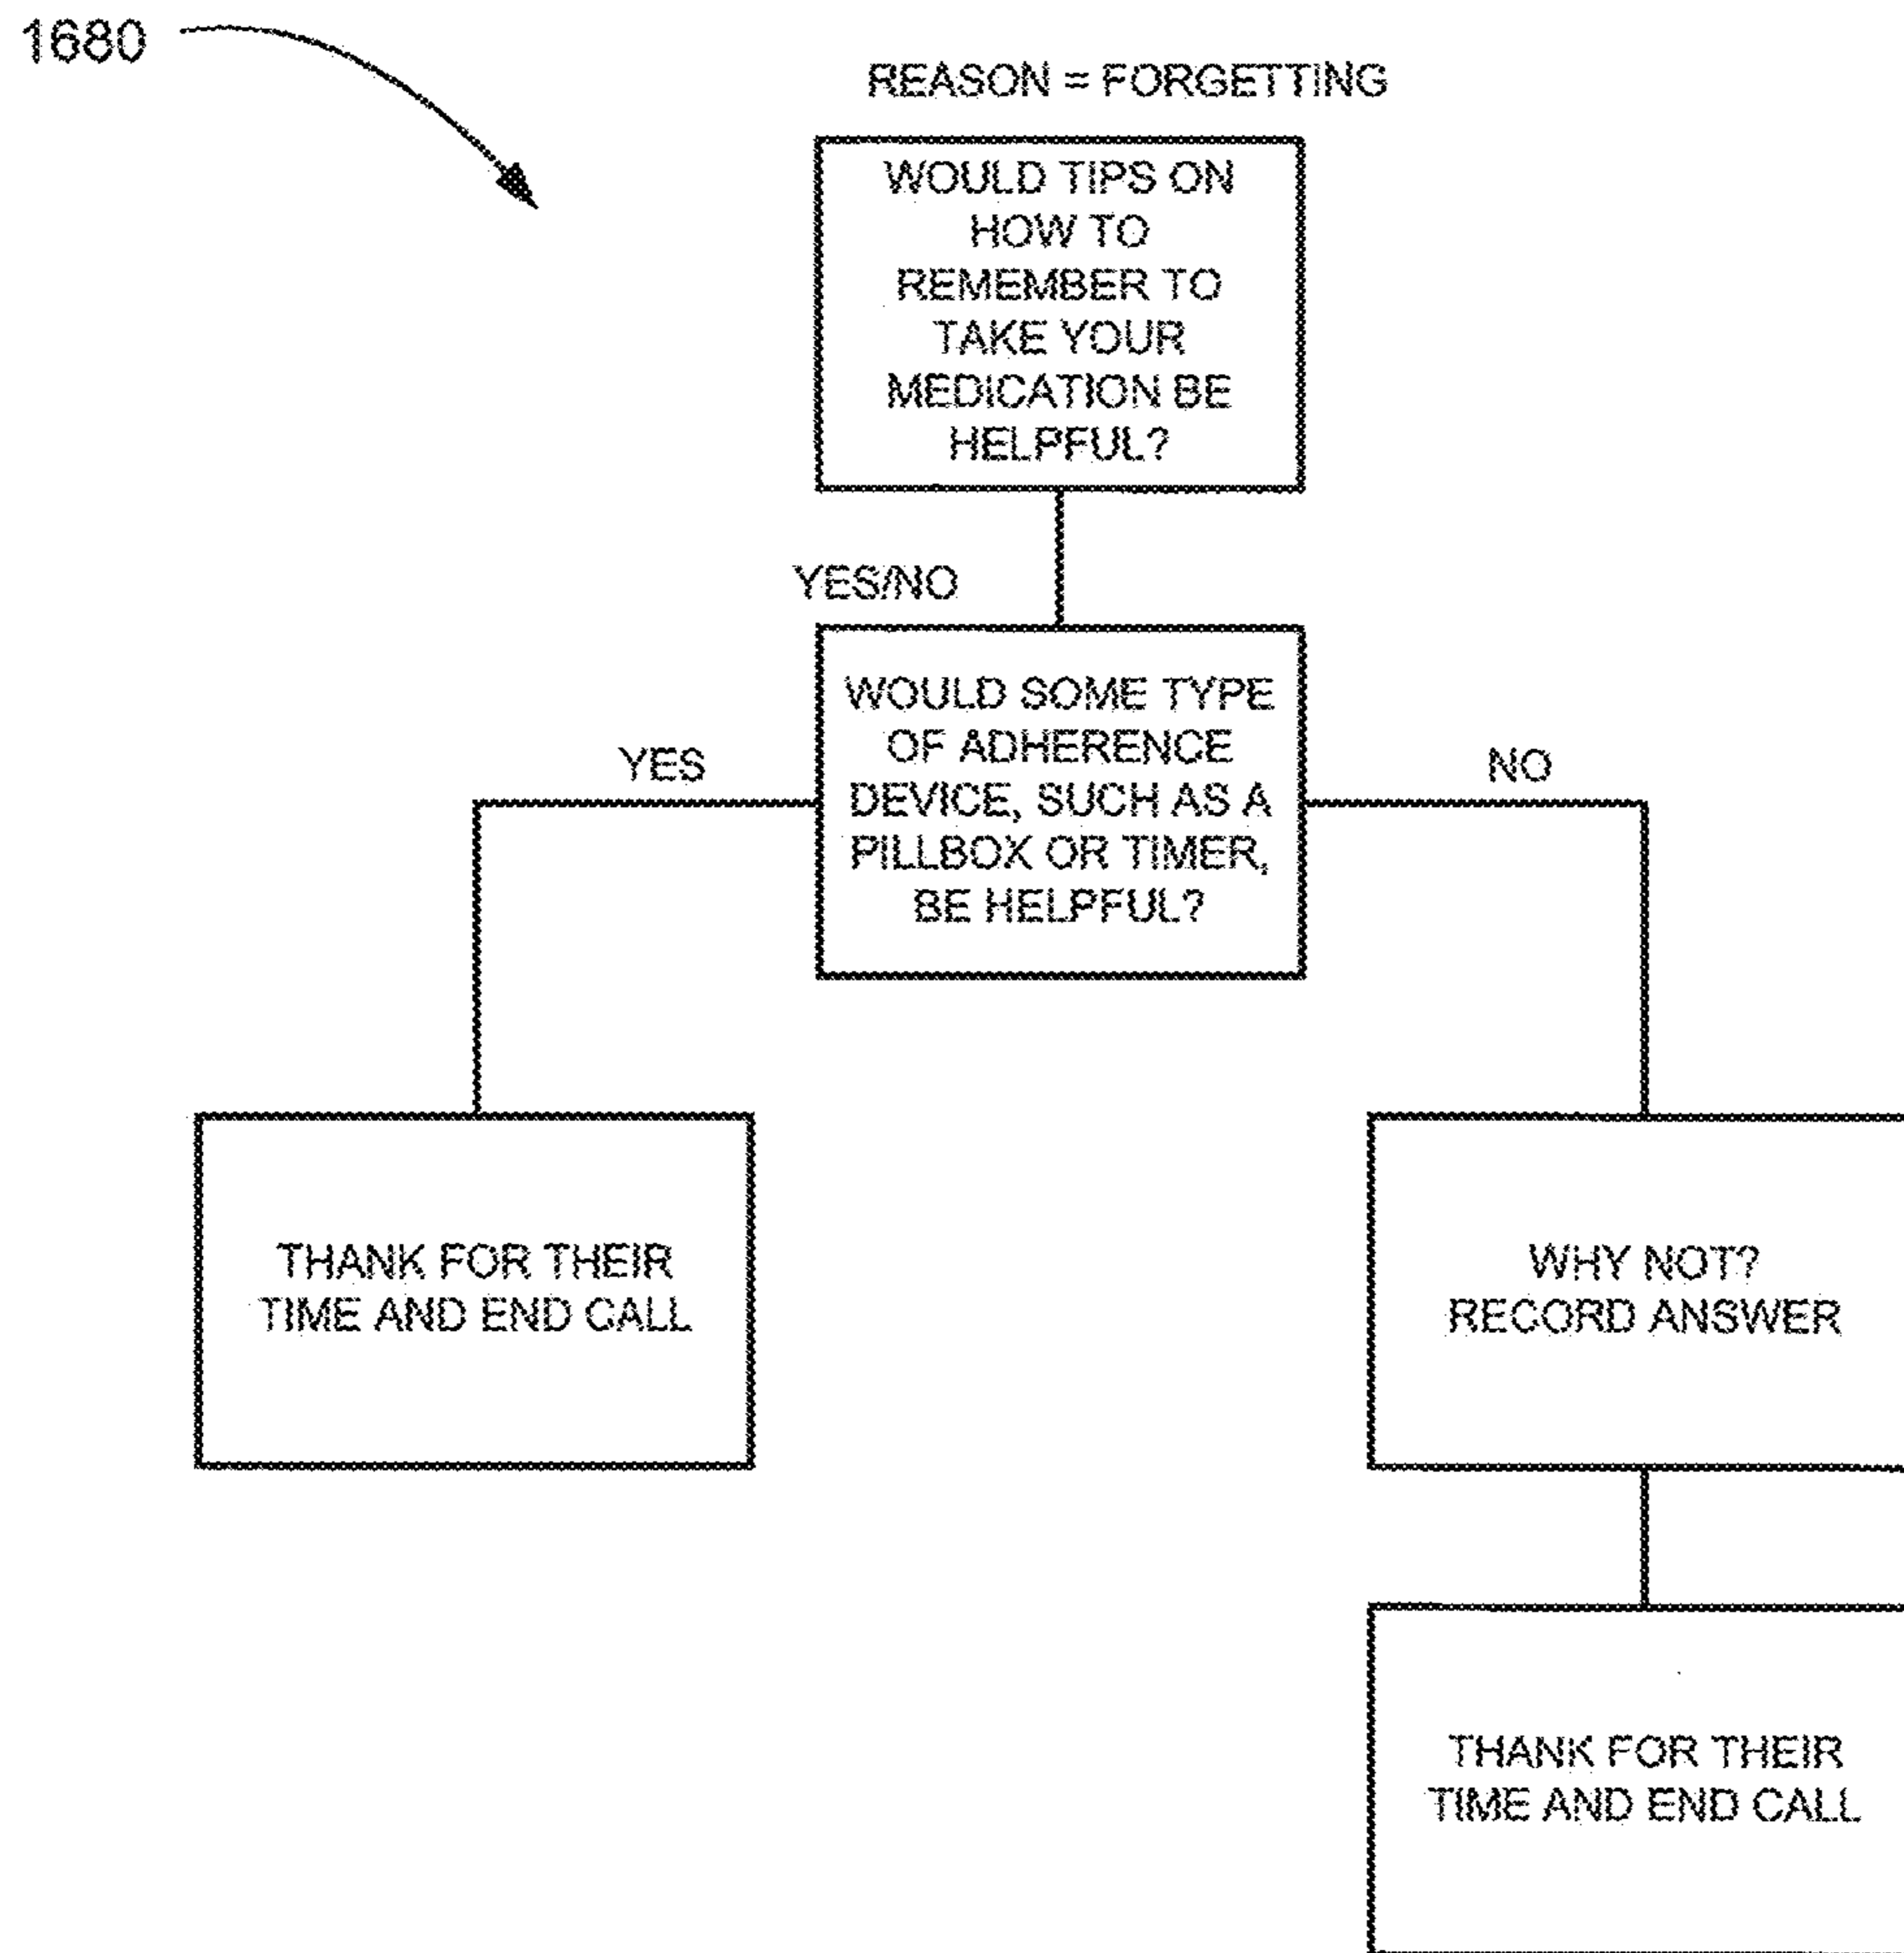 1680
REASON = FORGETTING
WOULD TIPS ON
HOW TO
REMEMBER TO
TAKE YOUR
MEDICATION BE
HELPFUL?
YES/NO
WOULD SOME TYPE
OF ADHERENCE
DEVICE, SUCH AS A
PILLBOX OR TIMER,
BE HELPFUL?
YES
NO
THANK FOR THEIR
TIME AND END CALL
WHY NOT?
RECORD ANSWER
THANK FOR THEIR
TIME AND END CALL